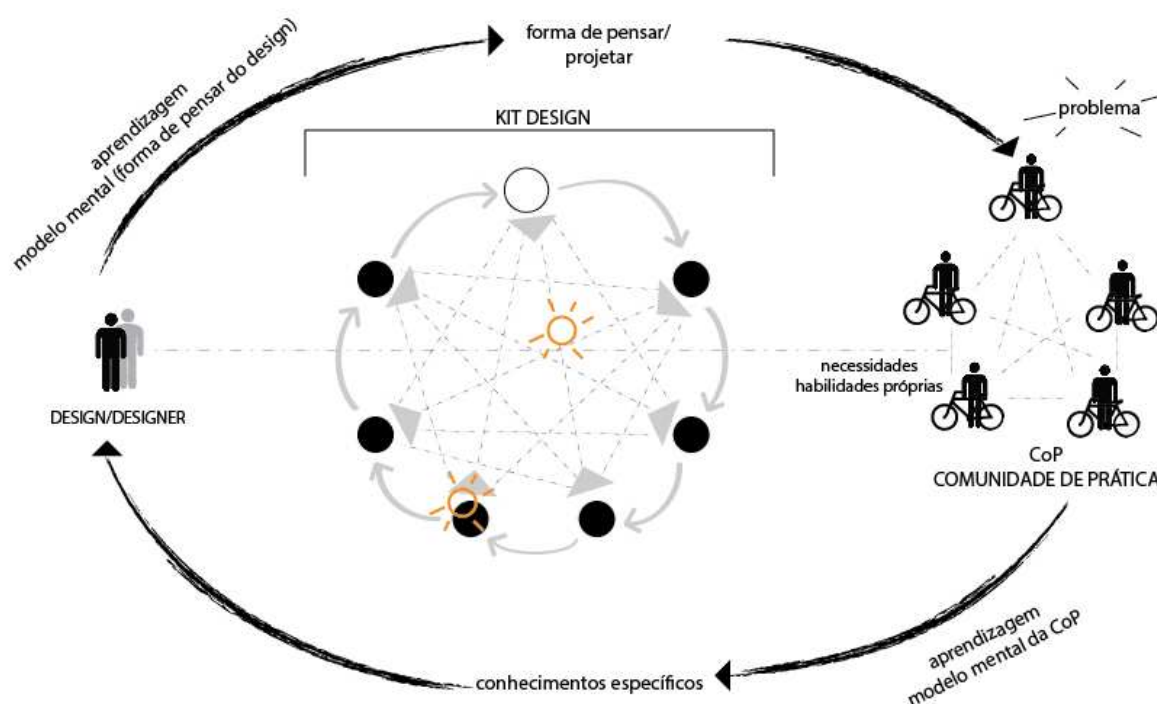 forma de pensar/
projetar
aprendizagem
modelo mental (forma de pensar do design)
problema
KIT DESIGN
necessidades
habilidades próprias
DESIGN/DESIGNER
CoP
COMUNIDADE DE PRÁTICA
aprendizagem
modelo mental da CoP
conhecimentos específicos